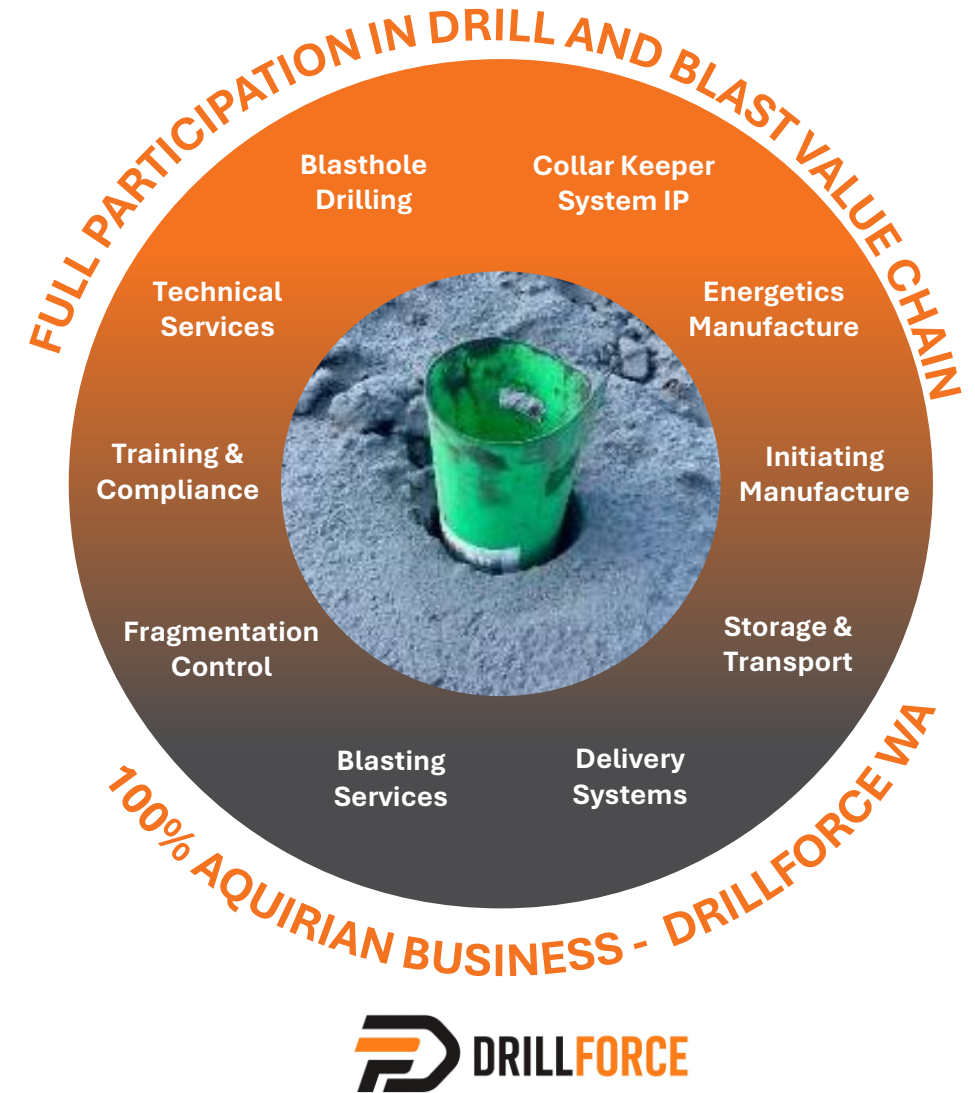 FULL PARTICIPATION IN DRILL AND BLAST VALUE CHAIN
Blasthole
Drilling
Collar Keeper
System IP
Technical
Services
Energetics
Manufacture
Training &
Compliance
Initiating
Manufacture
Fragmentation
Control
Storage &
Transport
Blasting
Services
Delivery
Systems
100% AQUIRIAN BUSINESS - DRILLFORCE WA
DRILLFORCE